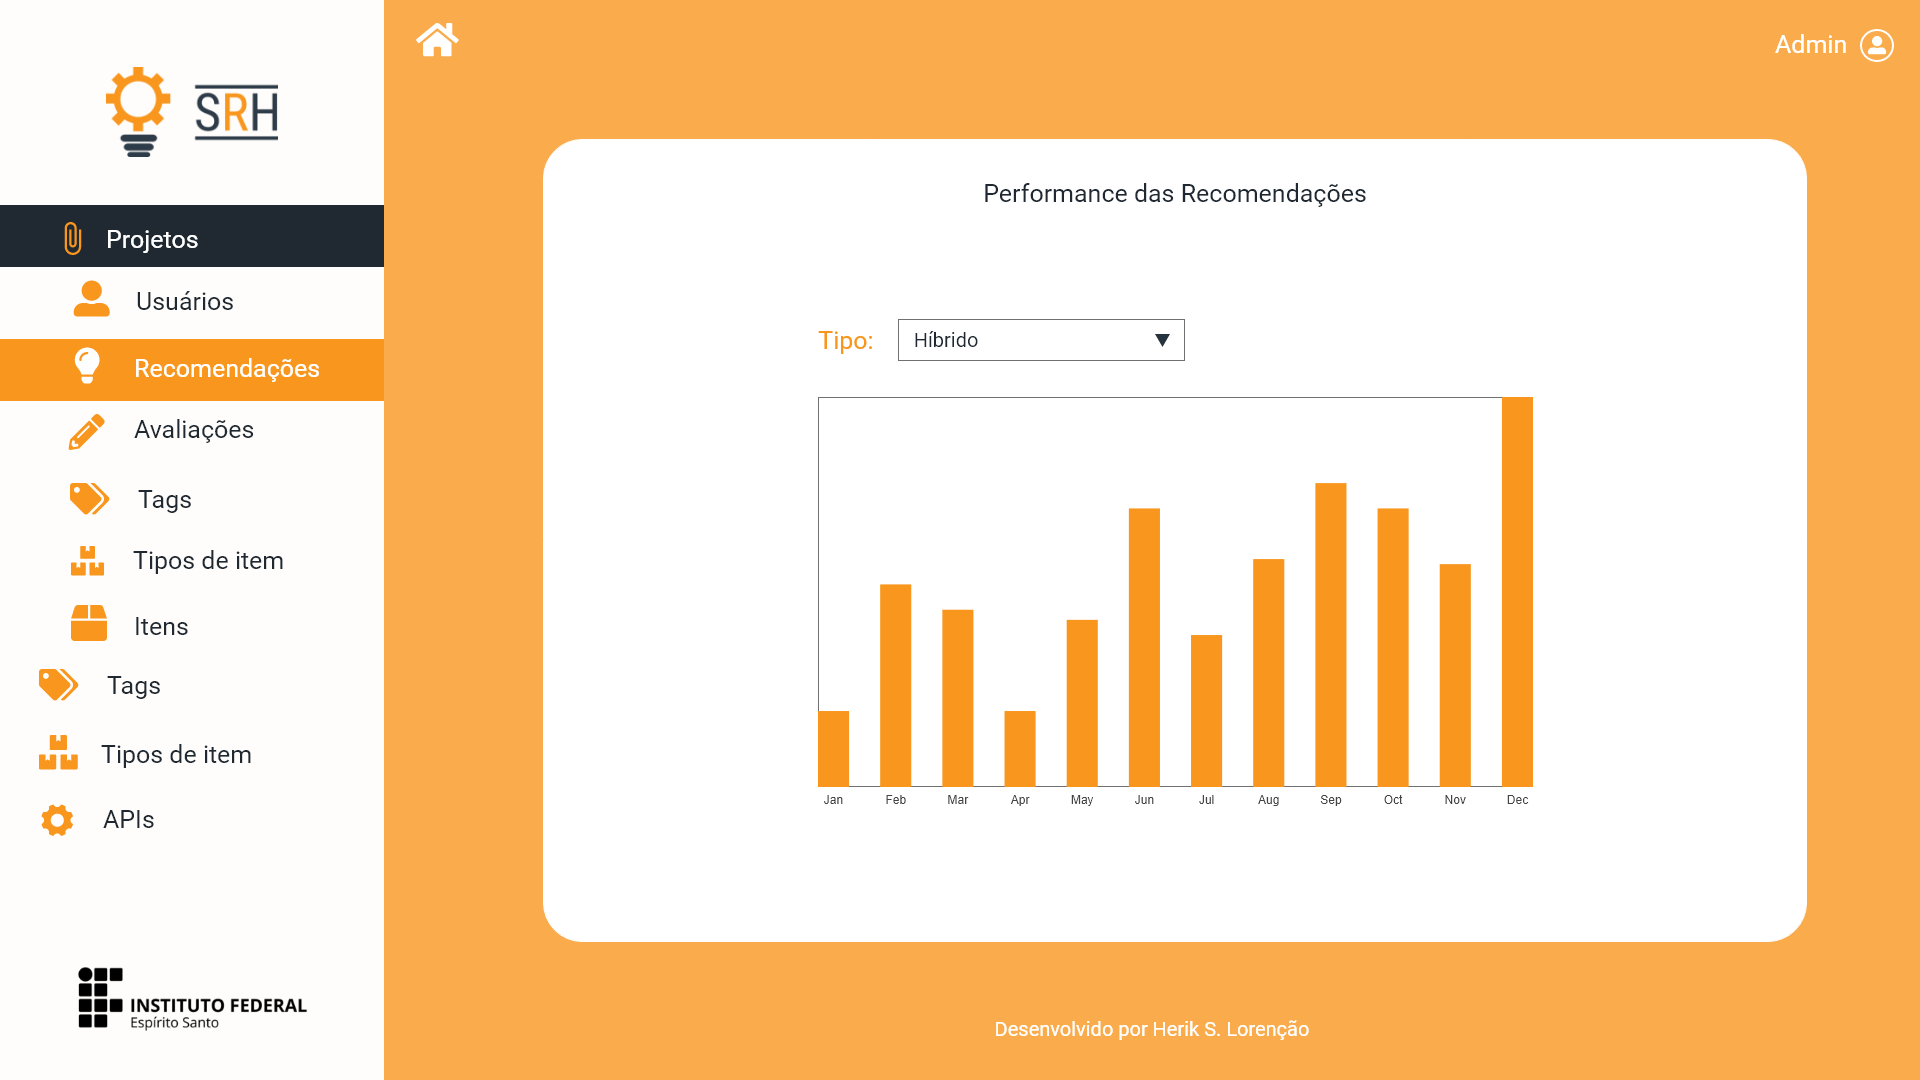 SRH
Projetos
Usuários
Recomendações
Avaliações
Tags
Tipos de item
Itens
Tags
Tipos de item
APIs
INSTITUTO FEDERAL
Espírito Santo
Admin
Performance das Recomendações
Tipo: Híbrido
Jan Feb Mar Apr May Jun Jul Aug Sep Oct Nov Dec
Desenvolvido por Herik S. Lorenção